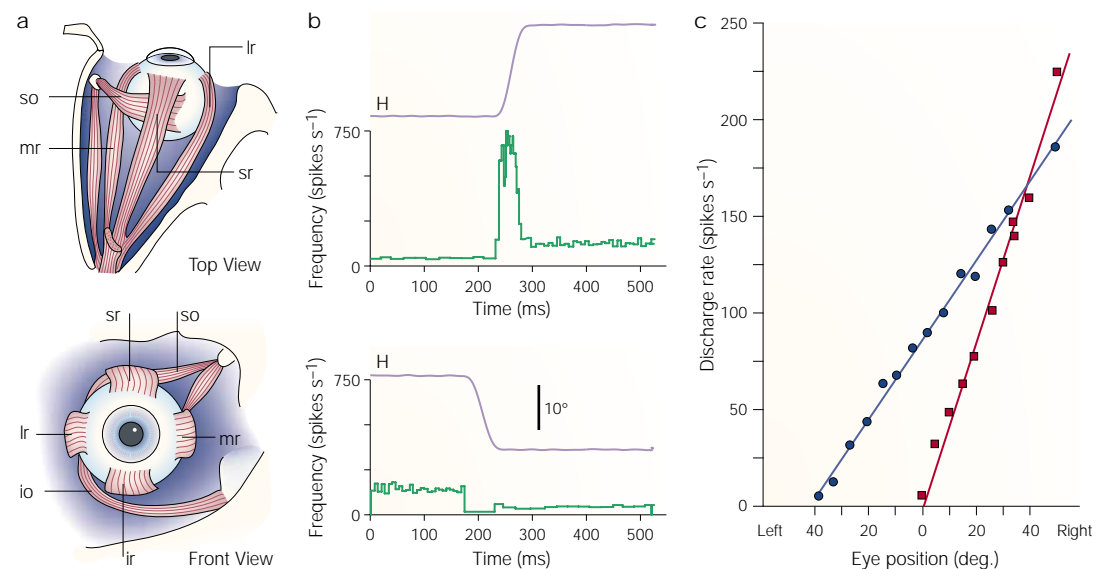 a
lr
so
mr
sr
Top View
sr
so
lr
mr
io
ir
Front View
b
H
Frequency (spikes s⁻¹)
750
0
0 100 200 300 400 500
Time (ms)
H
10°
Frequency (spikes s⁻¹)
750
0
0 100 200 300 400 500
Time (ms)
c
Discharge rate (spikes s⁻¹)
250
200
150
100
50
0
Left 40 20 0 20 40 Right
Eye position (deg.)